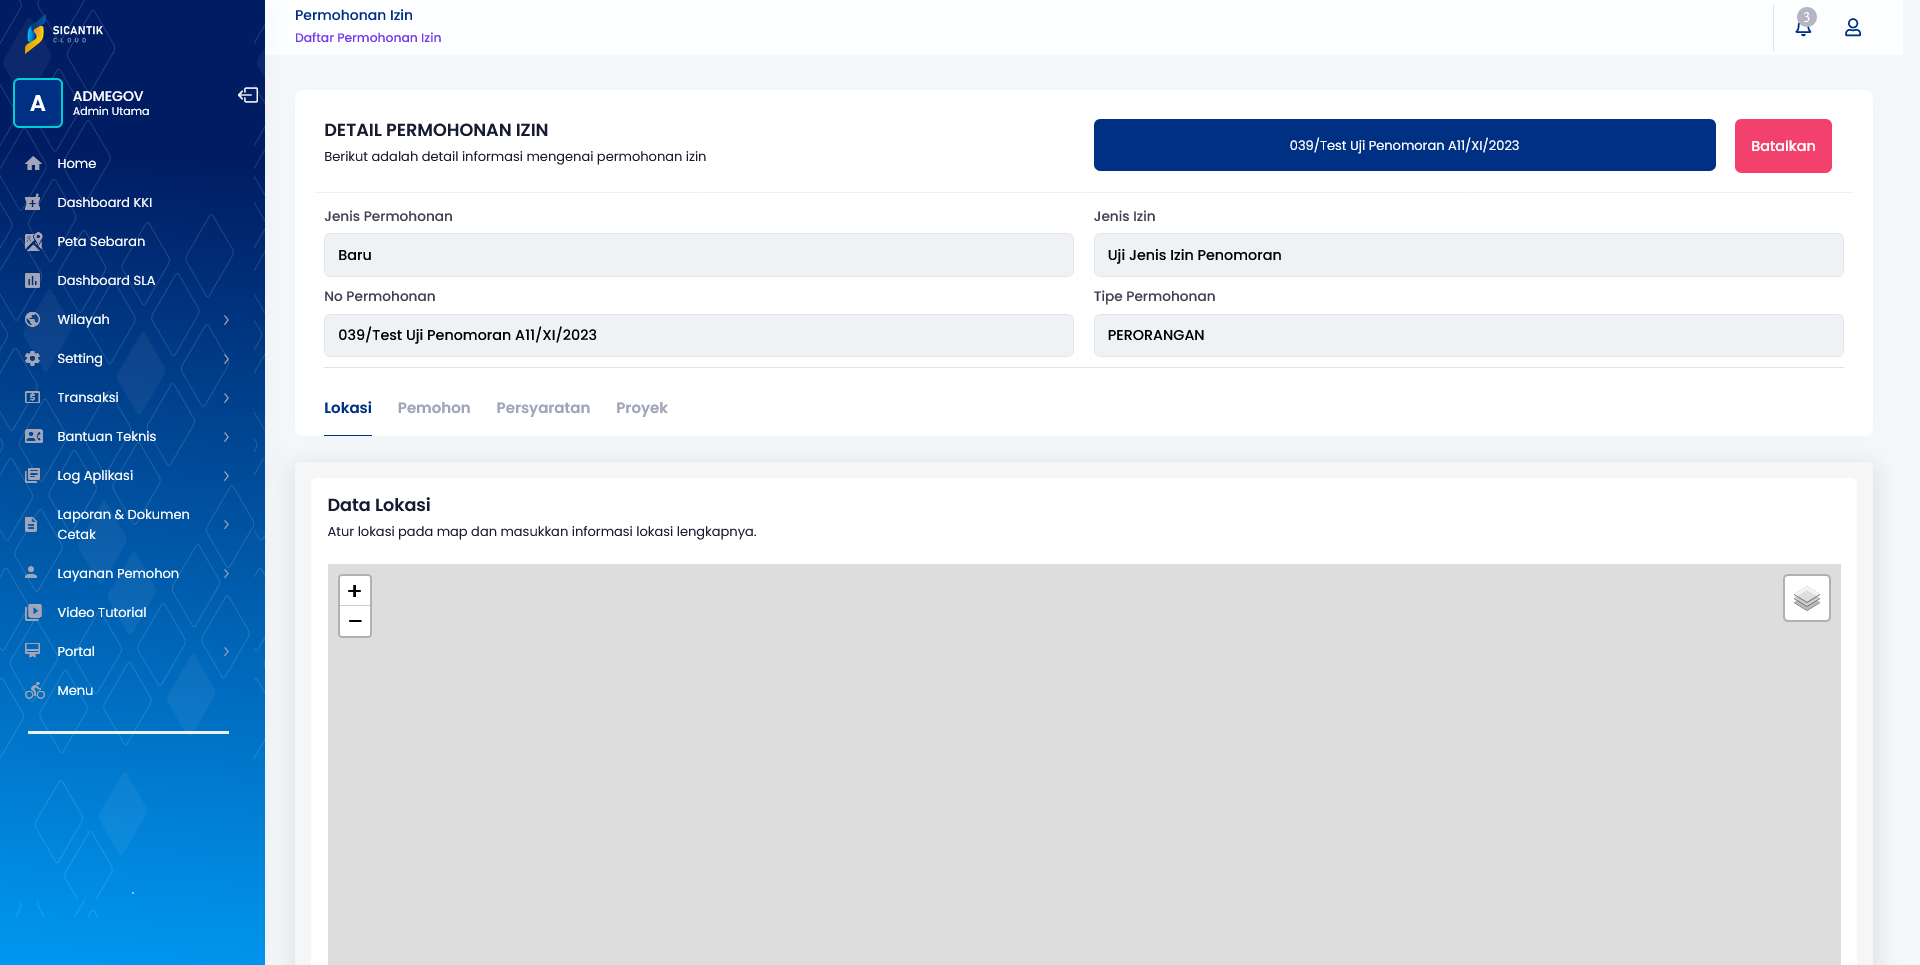 SICANTIK
CLOUD
A
ADMEGOV
Admin Utama
Home
Dashboard KKI
Peta Sebaran
Dashboard SLA
Wilayah
Setting
Transaksi
Bantuan Teknis
Log Aplikasi
Laporan & Dokumen
Cetak
Layanan Pemohon
Video Tutorial
Portal
Menu
Permohonan Izin
Daftar Permohonan Izin
3
DETAIL PERMOHONAN IZIN
Berikut adalah detail informasi mengenai permohonan izin
039/Test Uji Penomoran A11/XI/2023
Batalkan
Jenis Permohonan
Jenis Izin
Baru
Uji Jenis Izin Penomoran
No Permohonan
Tipe Permohonan
039/Test Uji Penomoran A11/XI/2023
PERORANGAN
Lokasi Pemohon Persyaratan Proyek
Data Lokasi
Atur lokasi pada map dan masukkan informasi lokasi lengkapnya.
+
−